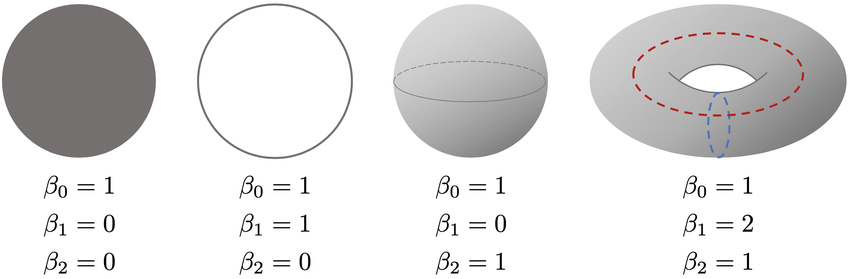 β₀ = 1 β₀ = 1 β₀ = 1 β₀ = 1
β₁ = 0 β₁ = 1 β₁ = 0 β₁ = 2
β₂ = 0 β₂ = 0 β₂ = 1 β₂ = 1